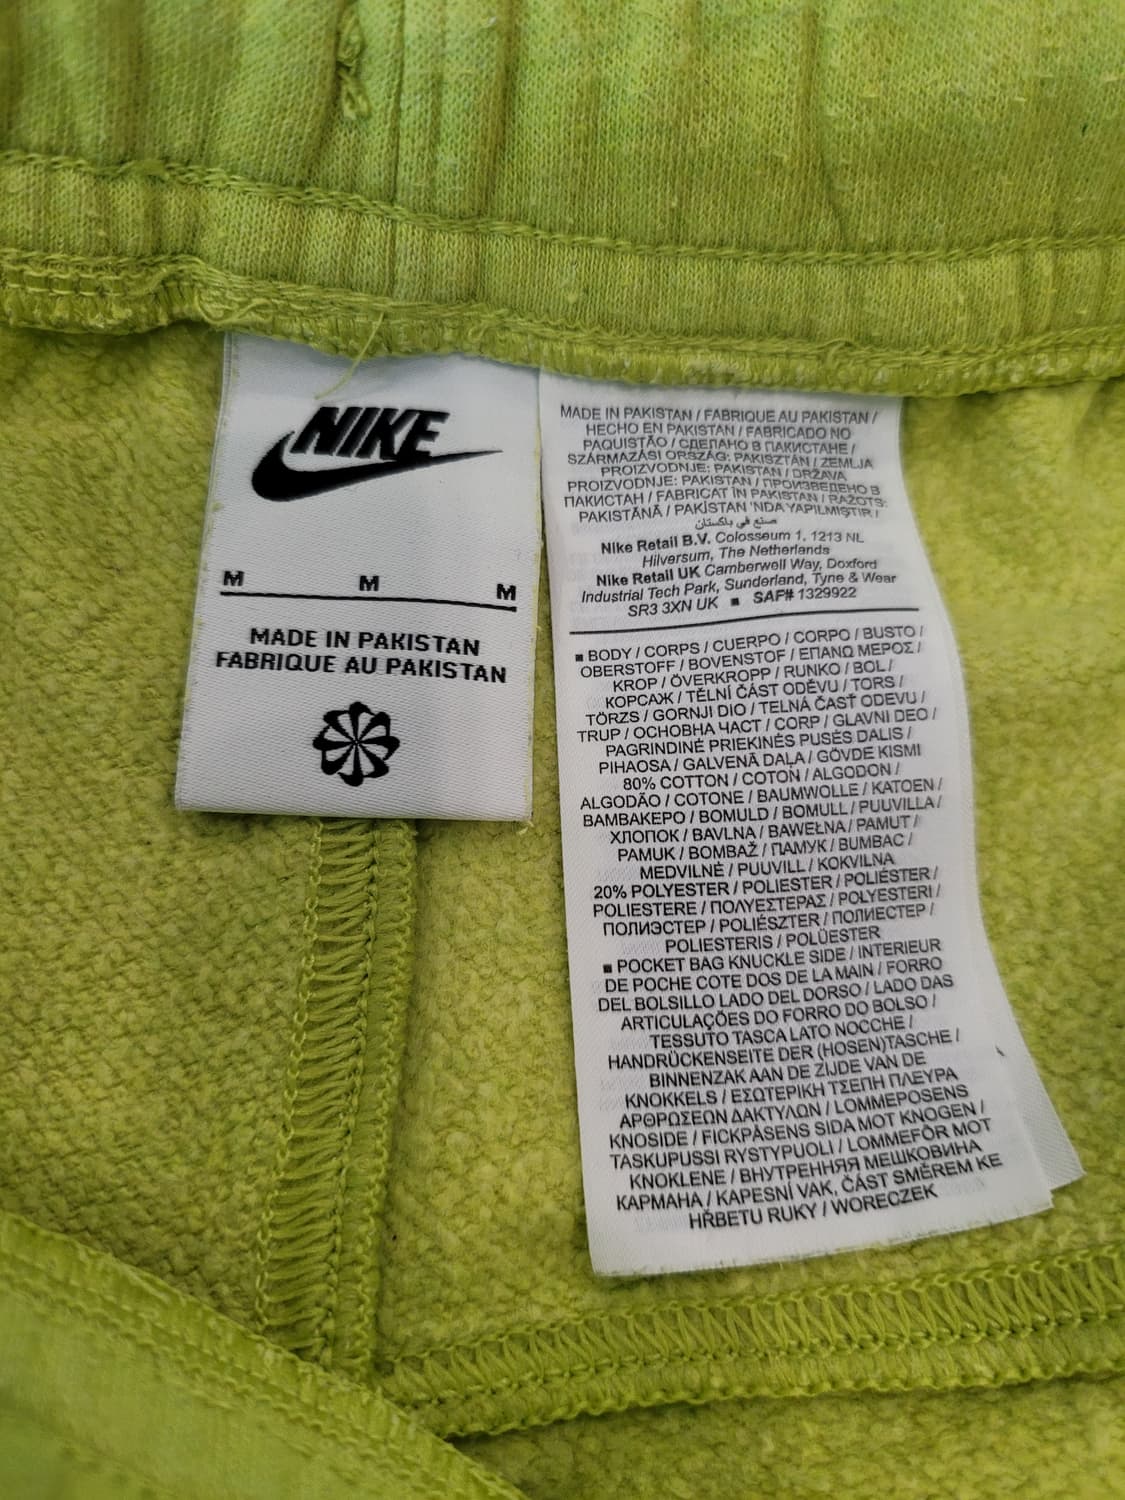 NIKE
M M M
MADE IN PAKISTAN
FABRIQUE AU PAKISTAN
MADE IN PAKISTAN / FABRIQUE AU PAKISTAN /
HECHO EN PAKISTAN / FABRICADO NO
PAQUISTÃO / СДЕЛАНО В ПАКИСТАНЕ /
SZÁRMAZÁSI ORSZÁG: PAKISZTÁN / ZEMLJA
PROIZVODNJE: PAKISTAN / DRŽAVA
PROIZVODNJE: PAKISTAN / ПРОИЗВЕДЕНО В
ПАКИСТАН / FABRICAT ÎN PAKISTAN / RAŽOTS:
PAKISTĀNĀ / PAKİSTAN 'NDA YAPILMIŞTIR /
صنع في باكستان
Nike Retail B.V. Colosseum 1, 1213 NL
Hilversum, The Netherlands
Nike Retail UK Camberwell Way, Doxford
Industrial Tech Park, Sunderland, Tyne & Wear
SR3 3XN UK ■ SAF# 1329922
■ BODY / CORPS / CUERPO / CORPO / BUSTO /
OBERSTOFF / BOVENSTOF / ΕΠΑΝΩ ΜΕΡΟΣ /
KROP / ÖVERKROPP / RUNKO / BOL /
КОРСАЖ / TĚLNÍ ČÁST ODĚVU / TORS /
TÖRZS / GORNJI DIO / TELNÁ ČASŤ ODEVU /
TRUP / ОСНОВНА ЧАСТ / CORP / GLAVNI DEO /
PAGRINDINĖ PRIEKINĖS PUSĖS DALIS /
PIHAOSA / GALVENĀ DAĻA / GÖVDE KISMI
80% COTTON / COTON / ALGODON /
ALGODÃO / COTONE / BAUMWOLLE / KATOEN /
ΒΑΜΒΑΚΕΡΟ / BOMULD / BOMULL / PUUVILLA /
ХЛОПОК / BAVLNA / BAWEŁNA / PAMUT /
PAMUK / BOMBAŽ / ПАМУК / BUMBAC /
MEDVILNĖ / PUUVILL / KOKVILNA
20% POLYESTER / POLIESTER / POLIÉSTER /
POLIESTERE / ΠΟΛΥΕΣΤΕΡΑΣ / POLYESTERI /
ПОЛИЭСТЕР / POLIÉSZTER / ПОЛИЕСТЕР /
POLIESTERIS / POLÜESTER
■ POCKET BAG KNUCKLE SIDE / INTERIEUR
DE POCHE COTE DOS DE LA MAIN / FORRO
DEL BOLSILLO LADO DEL DORSO / LADO DAS
ARTICULAÇÕES DO FORRO DO BOLSO /
TESSUTO TASCA LATO NOCCHE /
HANDRÜCKENSEITE DER (HOSEN)TASCHE /
BINNENZAK AAN DE ZIJDE VAN DE
KNOKKELS / ΕΣΩΤΕΡΙΚΗ ΤΣΕΠΗ ΠΛΕΥΡΑ
ΑΡΘΡΩΣΕΩΝ ΔΑΚΤΥΛΩΝ / LOMMEPOSENS
KNOSIDE / FICKPÅSENS SIDA MOT KNOGEN /
TASKUPUSSI RYSTYPUOLI / LOMMEFÔR MOT
KNOKLENE / ВНУТРЕННЯЯ МЕШКОВИНА
КАРМАНА / KAPESNÍ VAK, ČÁST SMĚREM KE
HŘBETU RUKY / WORECZEK